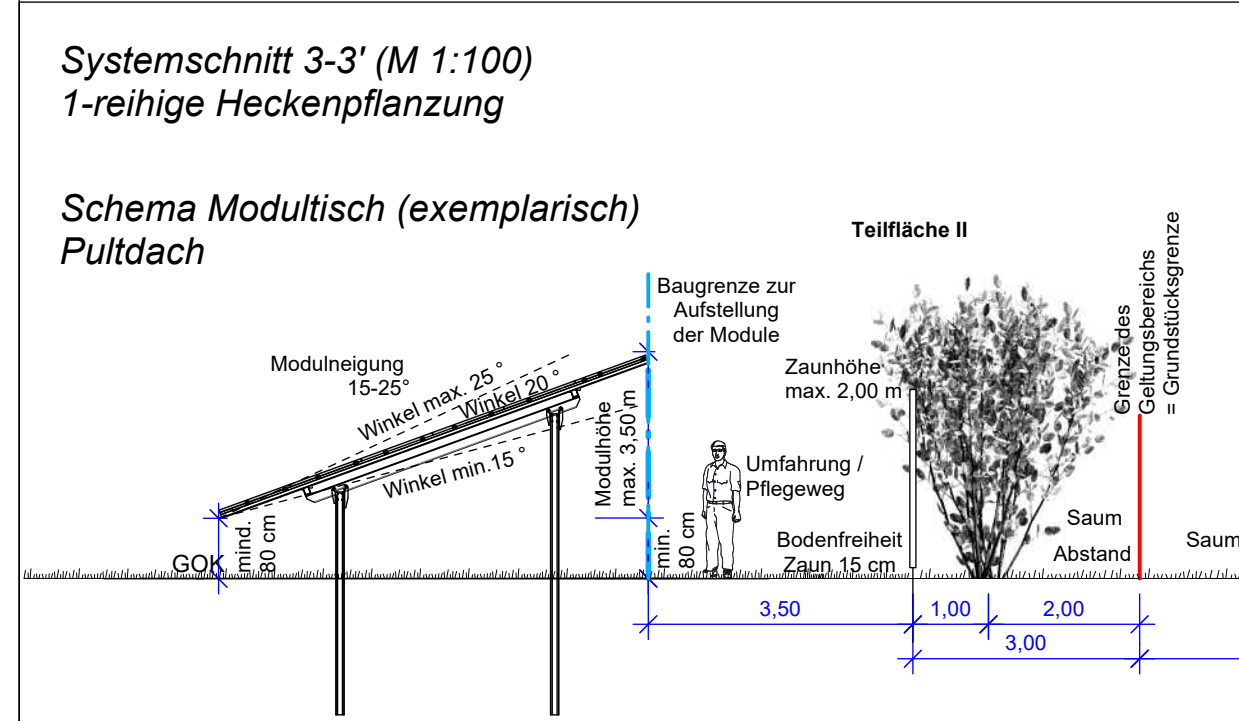 Systemschnitt 3-3' (M 1:100)
1-reihige Heckenpflanzung
Schema Modultisch (exemplarisch)
Pultdach
Teilfläche II
Baugrenze zur
Aufstellung
der Module
Grenze des
Geltungsbereichs
= Grundstücksgrenze
Modulneigung
15-25°
Winkel max. 25 °
Winkel 20 °
Winkel min.15 °
Zaunhöhe
max. 2,00 m
Modulhöhe
max. 3,50 m
Umfahrung /
Pflegeweg
GOK
mind.
80 cm
min.
80 cm
Bodenfreiheit
Zaun 15 cm
Saum
Abstand
Saum
3,50
1,00
2,00
3,00